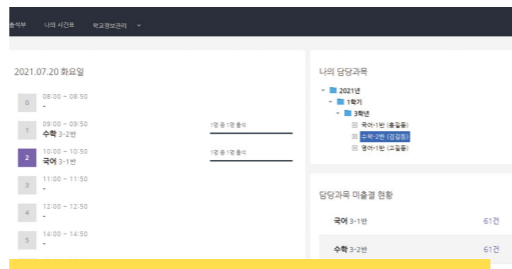 출석부 나의 시간표 학교정보관리
2021.07.20 화요일
0 08:00 ~ 08:50
-
1 09:00 ~ 09:50
수학 3-2반
1명 중 1명 출석
2 10:00 ~ 10:50
국어 3-1반
1명 중 1명 출석
3 11:00 ~ 11:50
-
4 12:00 ~ 12:50
-
5 14:00 ~ 14:50
-
나의 담당과목
2021년
1학기
3학년
국어-1반 (홍길동)
수학-2반 (김길동)
영어-1반 (고길동)
담당과목 미출결 현황
국어 3-1반 61건
수학 3-2반 61건